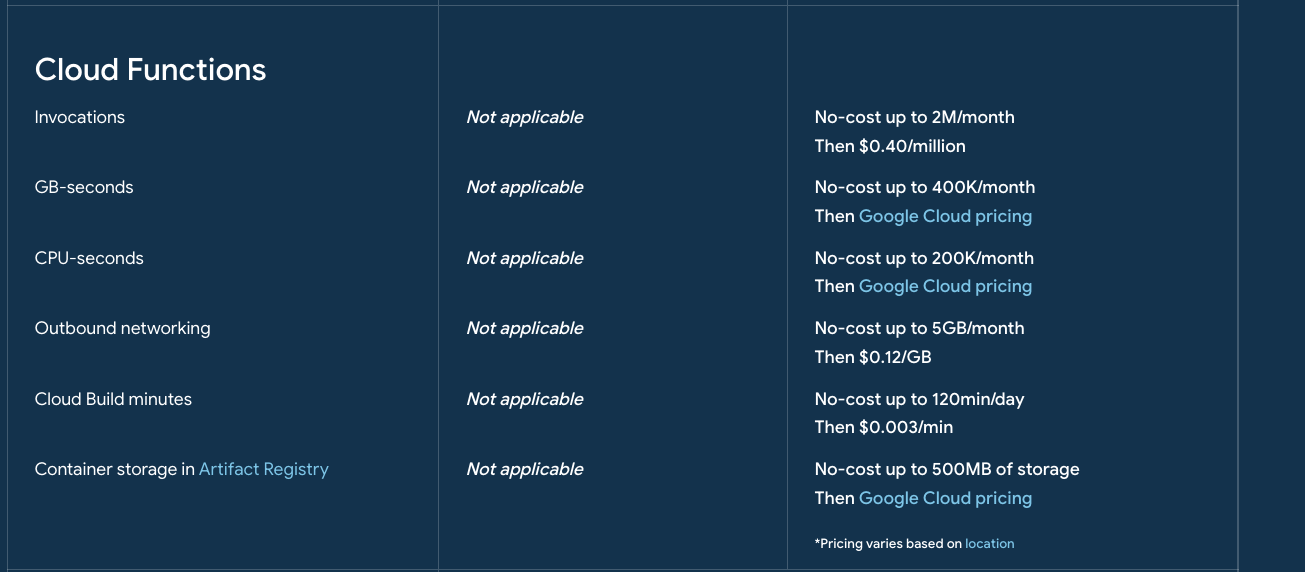 Cloud Functions
Invocations
Not applicable
No-cost up to 2M/month
Then $0.40/million
GB-seconds
Not applicable
No-cost up to 400K/month
Then Google Cloud pricing
CPU-seconds
Not applicable
No-cost up to 200K/month
Then Google Cloud pricing
Outbound networking
Not applicable
No-cost up to 5GB/month
Then $0.12/GB
Cloud Build minutes
Not applicable
No-cost up to 120min/day
Then $0.003/min
Container storage in Artifact Registry
Not applicable
No-cost up to 500MB of storage
Then Google Cloud pricing
*Pricing varies based on location